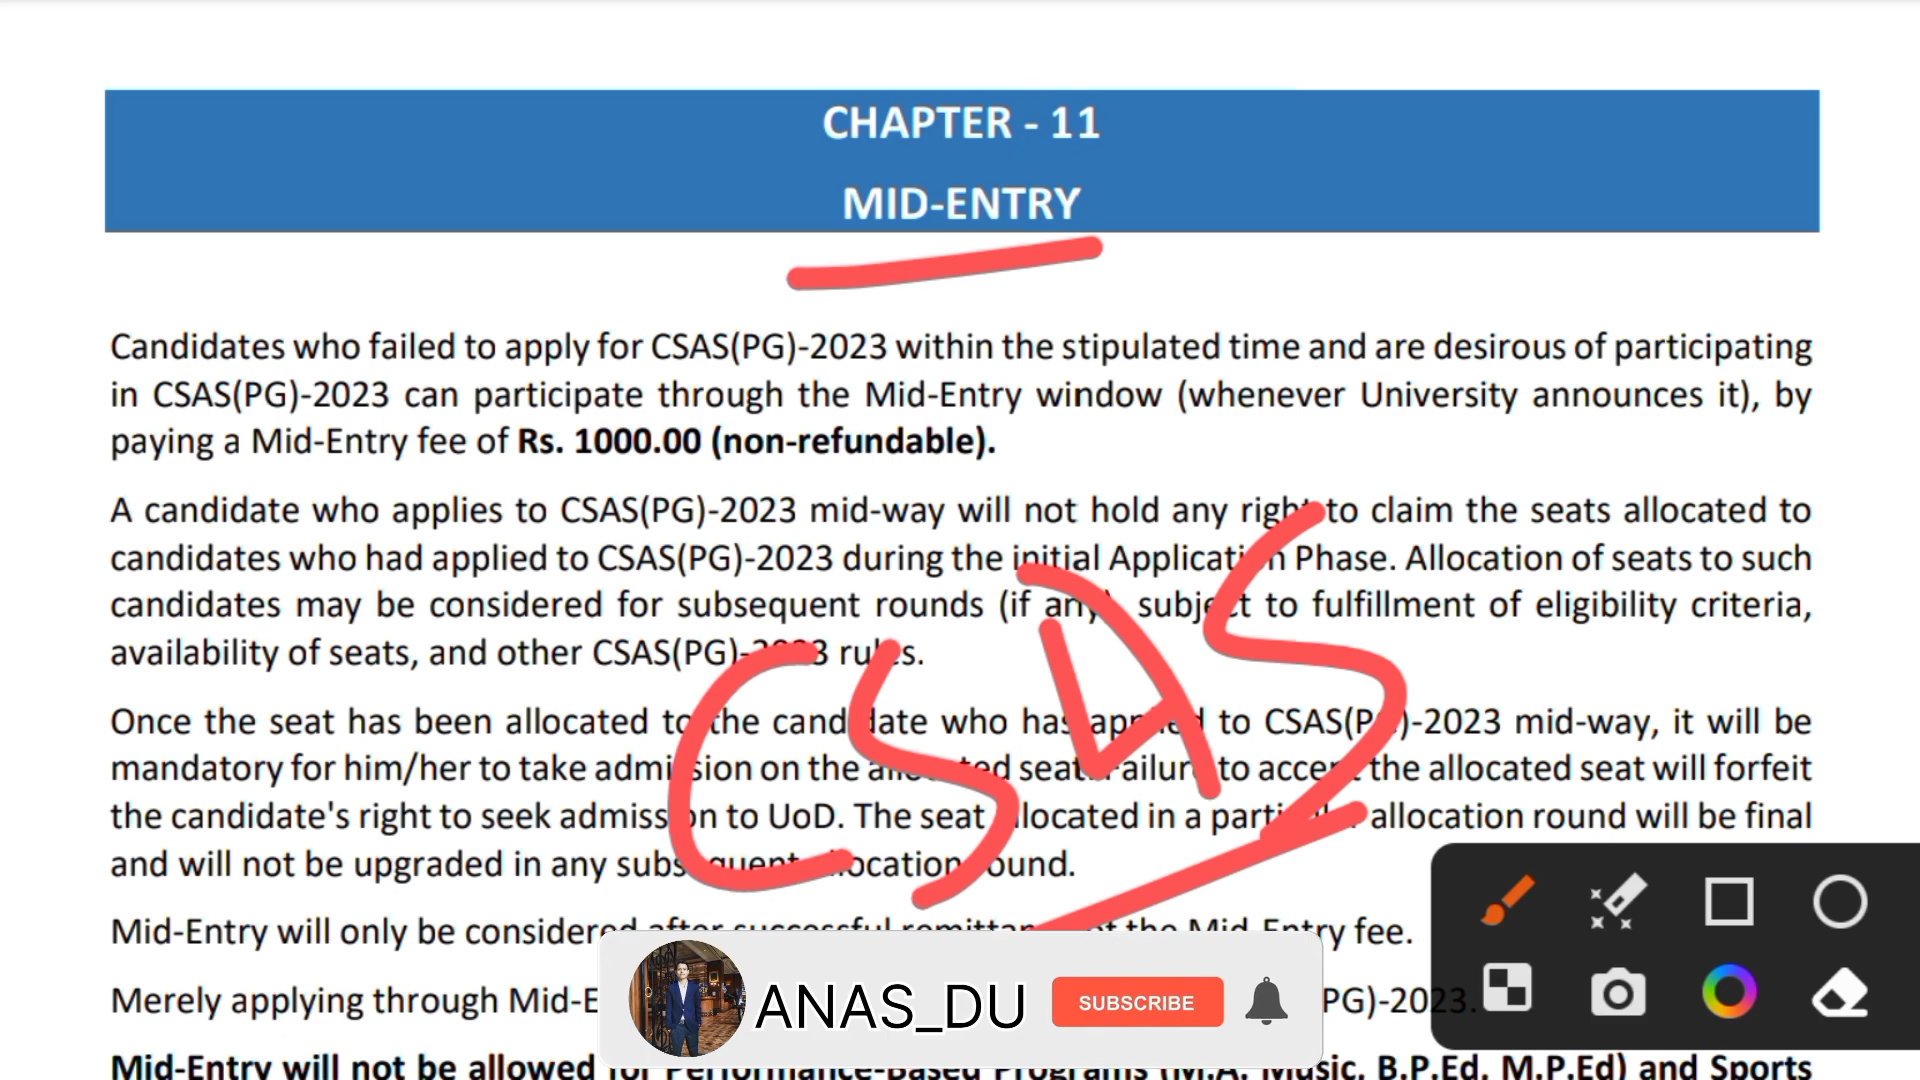 CHAPTER - 11
MID-ENTRY
Candidates who failed to apply for CSAS(PG)-2023 within the stipulated time and are desirous of participating
in CSAS(PG)-2023 can participate through the Mid-Entry window (whenever University announces it), by
paying a Mid-Entry fee of Rs. 1000.00 (non-refundable).
A candidate who applies to CSAS(PG)-2023 mid-way will not hold any right to claim the seats allocated to
candidates who had applied to CSAS(PG)-2023 during the initial Application Phase. Allocation of seats to such
candidates may be considered for subsequent rounds (if any), subject to fulfillment of eligibility criteria,
availability of seats, and other CSAS(PG)-2023 rules.
Once the seat has been allocated to the candidate who has applied to CSAS(PG)-2023 mid-way, it will be
mandatory for him/her to take admission on the allocated seat. Failure to accept the allocated seat will forfeit
the candidate's right to seek admission to UoD. The seat allocated in a particular allocation round will be final
and will not be upgraded in any subsequent allocation round.
CSAS
Mid-Entry will only be considered after successful remittance of the Mid-Entry fee.
Merely applying through Mid-E PG)-2023.
ANAS_DU
SUBSCRIBE
Mid-Entry will not be allowed for Performance-Based Programs (M.A. Music, B.P.Ed, M.P.Ed) and Sports